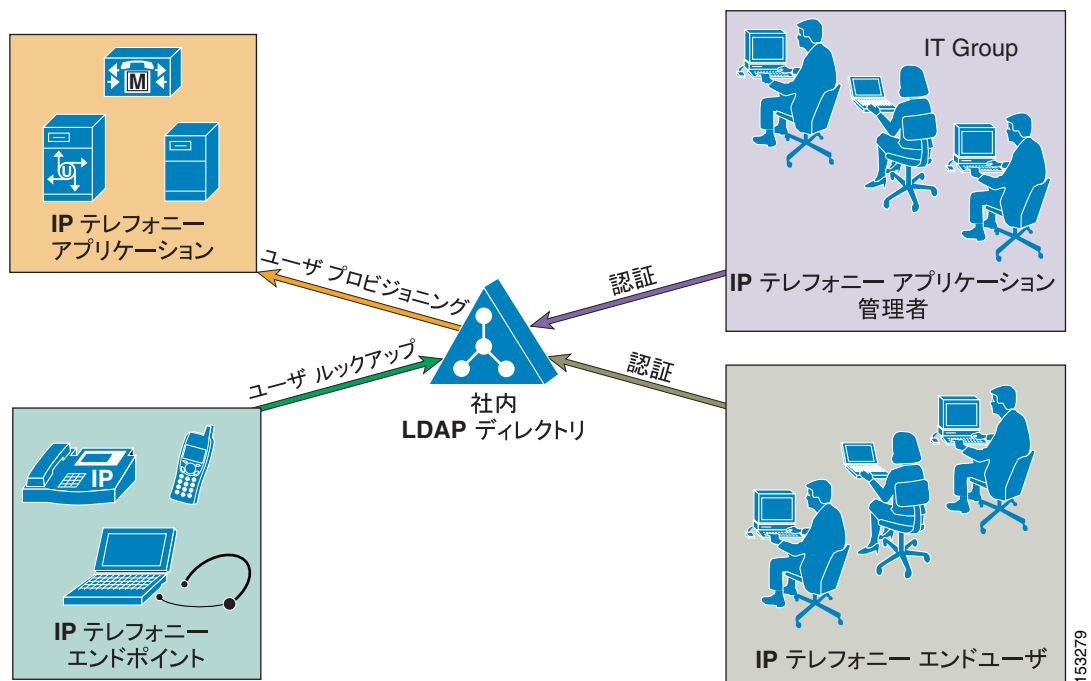 M
U
IP テレフォニー
アプリケーション
IT Group
IP テレフォニー アプリケーション
管理者
ユーザ プロビジョニング
認証
ユーザ ルックアップ
認証
社内
LDAP ディレクトリ
IP
IP テレフォニー
エンドポイント
IP テレフォニー エンドユーザ
153279